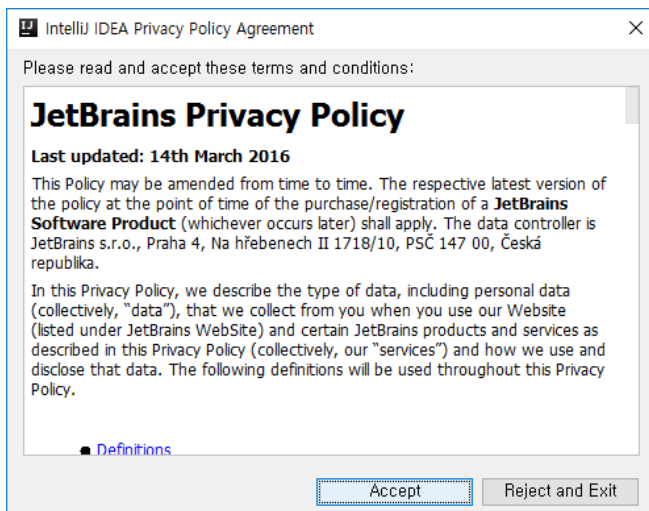 IntelliJ IDEA Privacy Policy Agreement
Please read and accept these terms and conditions:
JetBrains Privacy Policy
Last updated: 14th March 2016
This Policy may be amended from time to time. The respective latest version of
the policy at the point of time of the purchase/registration of a JetBrains
Software Product (whichever occurs later) shall apply. The data controller is
JetBrains s.r.o., Praha 4, Na hřebenech II 1718/10, PSČ 147 00, Česká
republika.
In this Privacy Policy, we describe the type of data, including personal data
(collectively, “data”), that we collect from you when you use our Website
(listed under JetBrains WebSite) and certain JetBrains products and services as
described in this Privacy Policy (collectively, our “services”) and how we use and
disclose that data. The following definitions will be used throughout this Privacy
Policy.
Definitions
Accept
Reject and Exit